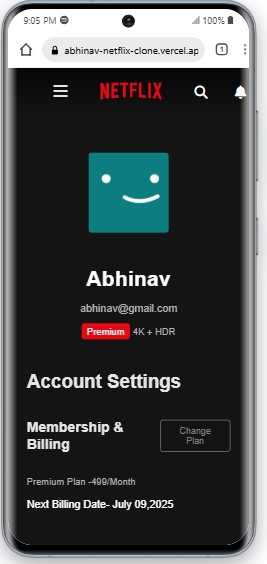 9:05 PM 100%
abhinav-netflix-clone.vercel.ap 1
NETFLIX
Abhinav
abhinav@gmail.com
Premium 4K + HDR
Account Settings
Membership &
Billing
Change
Plan
Premium Plan -499/Month
Next Billing Date- July 09,2025